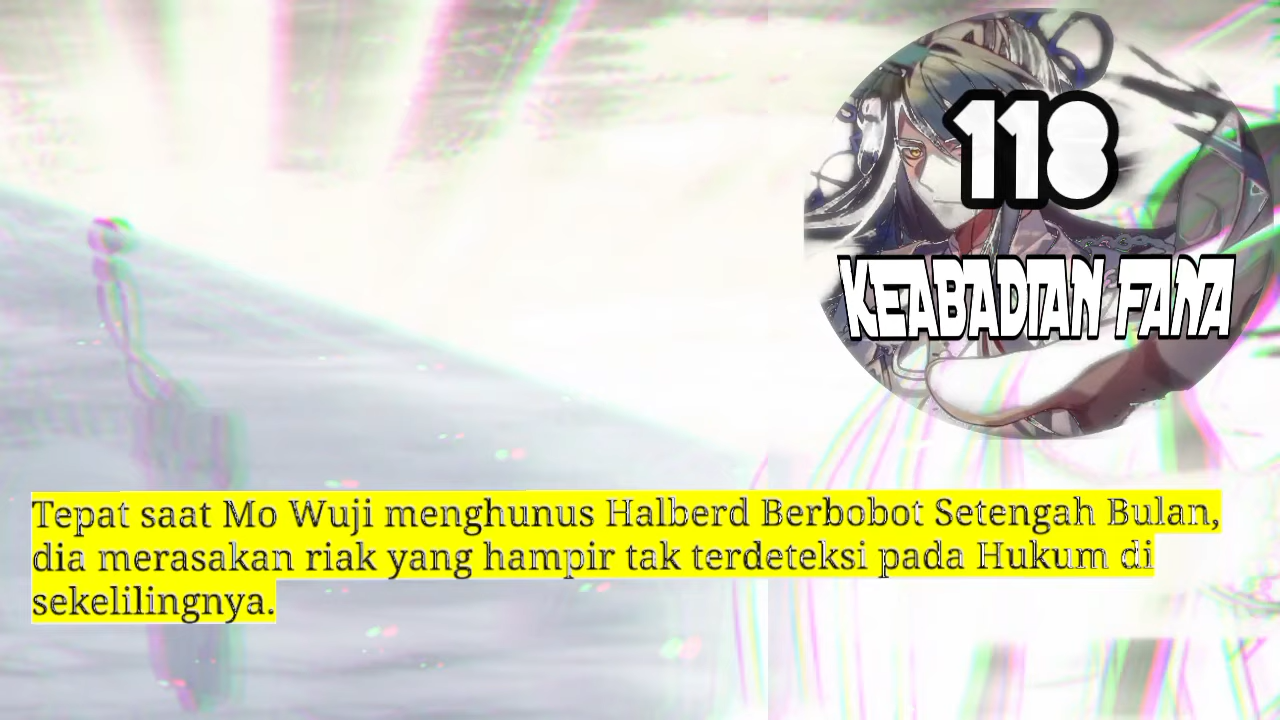 118
KEABADIAN FANA
Tepat saat Mo Wuji menghunus Halberd Berbobot Setengah Bulan,
dia merasakan riak yang hampir tak terdeteksi pada Hukum di
sekelilingnya.